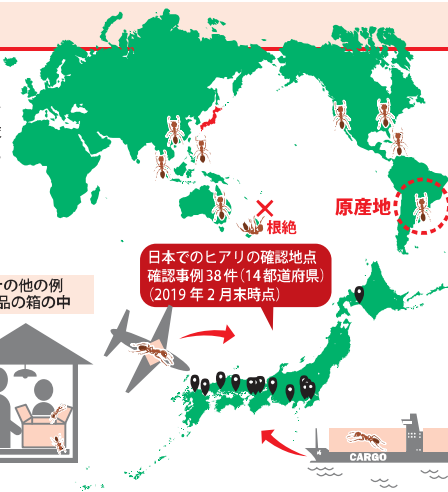 原産地
根絶
日本でのヒアリの確認地点
確認事例38件(14都道府県)
(2019年2月末時点)
の他の例
品の箱の中
CARGO